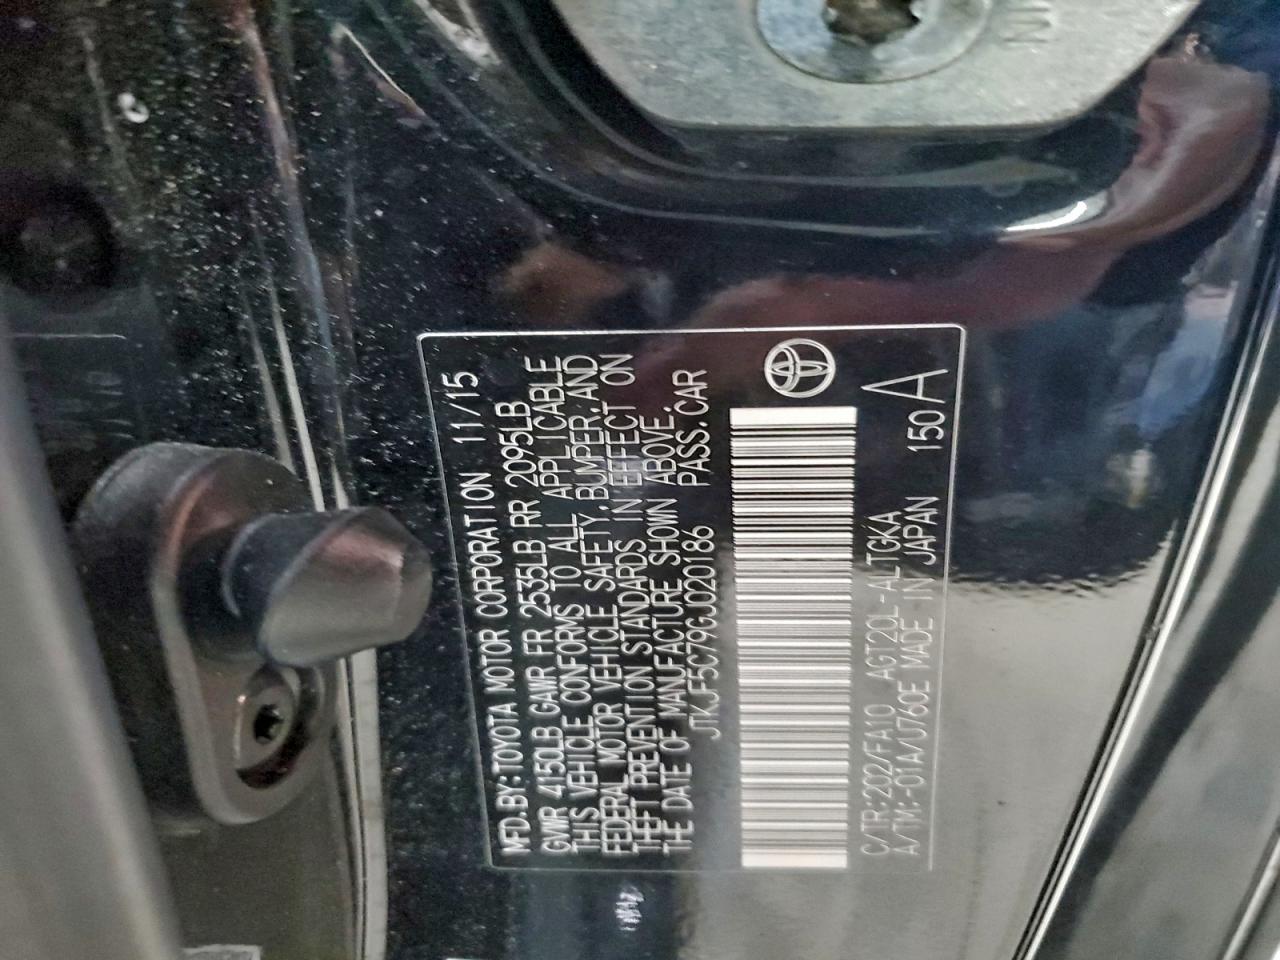 MFD.BY:TOYOTA MOTOR CORPORATION 11/15
GVWR 4150LB GAWR FR 2535LB RR 2095LB
THIS VEHICLE CONFORMS TO ALL APPLICABLE
FEDERAL MOTOR VEHICLE SAFETY,BUMPER,AND
THEFT PREVENTION STANDARDS IN EFFECT ON
THE DATE OF MANUFACTURE SHOWN ABOVE.
JTKJF5C79GJ020186 PASS.CAR
C/TR:202/FA10 AGT20L-ALTGKA
A/TM:-01A/U760E MADE IN JAPAN 150 A